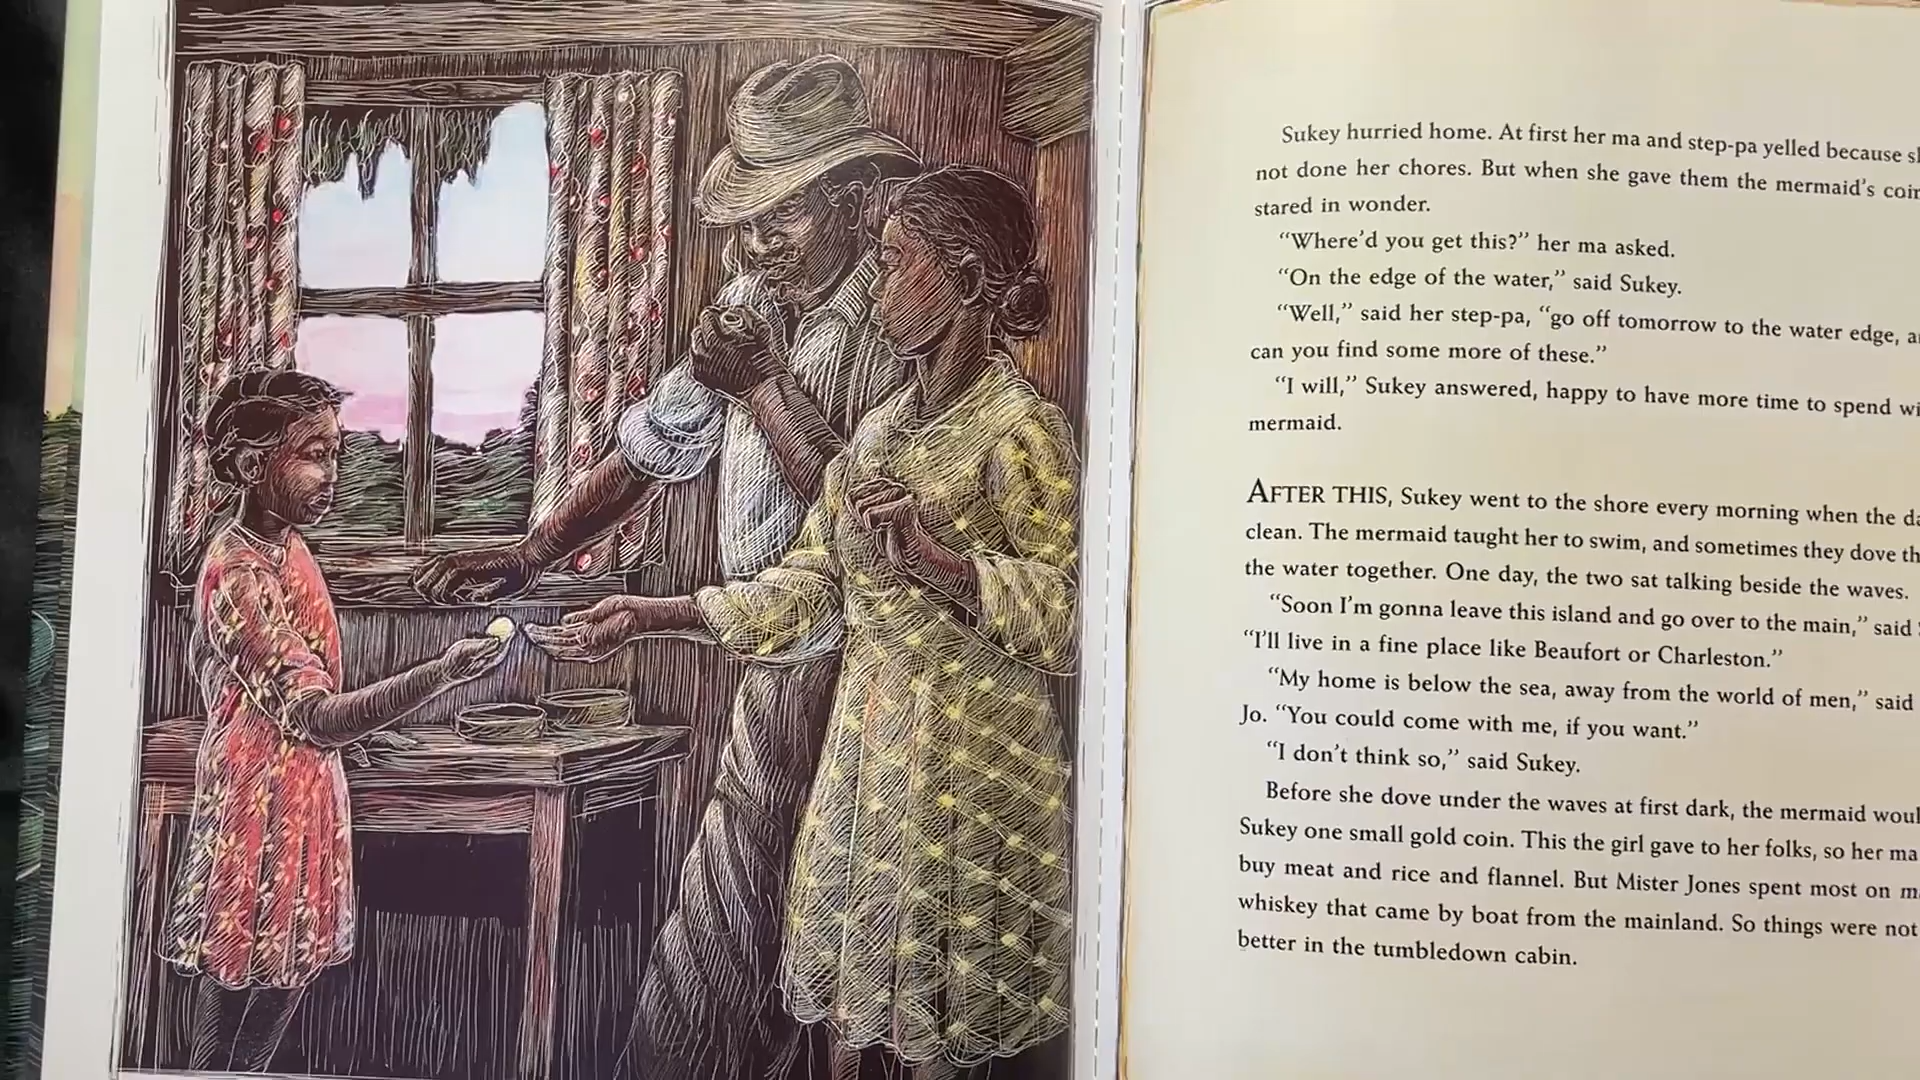 Sukey hurried home. At first her ma and step-pa yelled because
not done her chores. But when she gave them the mermaid's
stared in wonder.
“Where'd you get this?” her ma asked.
“On the edge of the water,” said Sukey.
“Well,” said her step-pa, “go off tomorrow to the water edge,
can you find some more of these.”
“I will,” Sukey answered, happy to have more time to spend
mermaid.
AFTER THIS, Sukey went to the shore every morning when the
clean. The mermaid taught her to swim, and sometimes they dove
the water together. One day, the two sat talking beside the waves.
“Soon I'm gonna leave this island and go over to the main,” said
“I'll live in a fine place like Beaufort or Charleston.”
“My home is below the sea, away from the world of men,” said
Jo. “You could come with me, if you want.”
“I don't think so,” said Sukey.
Before she dove under the waves at first dark, the mermaid
Sukey one small gold coin. This the girl gave to her folks, so her ma
buy meat and rice and flannel. But Mister Jones spent most on
whiskey that came by boat from the mainland. So things were not
better in the tumbledown cabin.